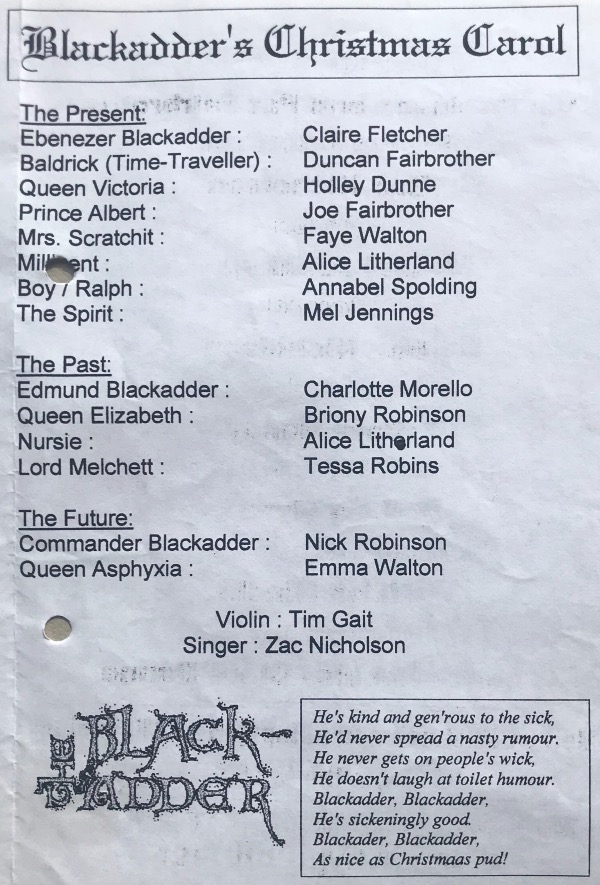 Blackadder's Christmas Carol
The Present:
Ebenezer Blackadder : Claire Fletcher
Baldrick (Time-Traveller) : Duncan Fairbrother
Queen Victoria : Holley Dunne
Prince Albert : Joe Fairbrother
Mrs. Scratchit : Faye Walton
Alice Litherland
Boy / Ralph : Annabel Spolding
The Spirit : Mel Jennings
The Past:
Edmund Blackadder : Charlotte Morello
Queen Elizabeth : Briony Robinson
Nursie : Alice Litherland
Lord Melchett : Tessa Robins
The Future:
Commander Blackadder : Nick Robinson
Queen Asphyxia : Emma Walton
Violin : Tim Gait
Singer : Zac Nicholson
BLACK-
THE ADDER
He's kind and gen'rous to the sick,
He'd never spread a nasty rumour.
He never gets on people's wick,
He doesn't laugh at toilet humour.
Blackadder, Blackadder,
He's sickeningly good.
Blackader, Blackadder,
As nice as Christmaas pud!